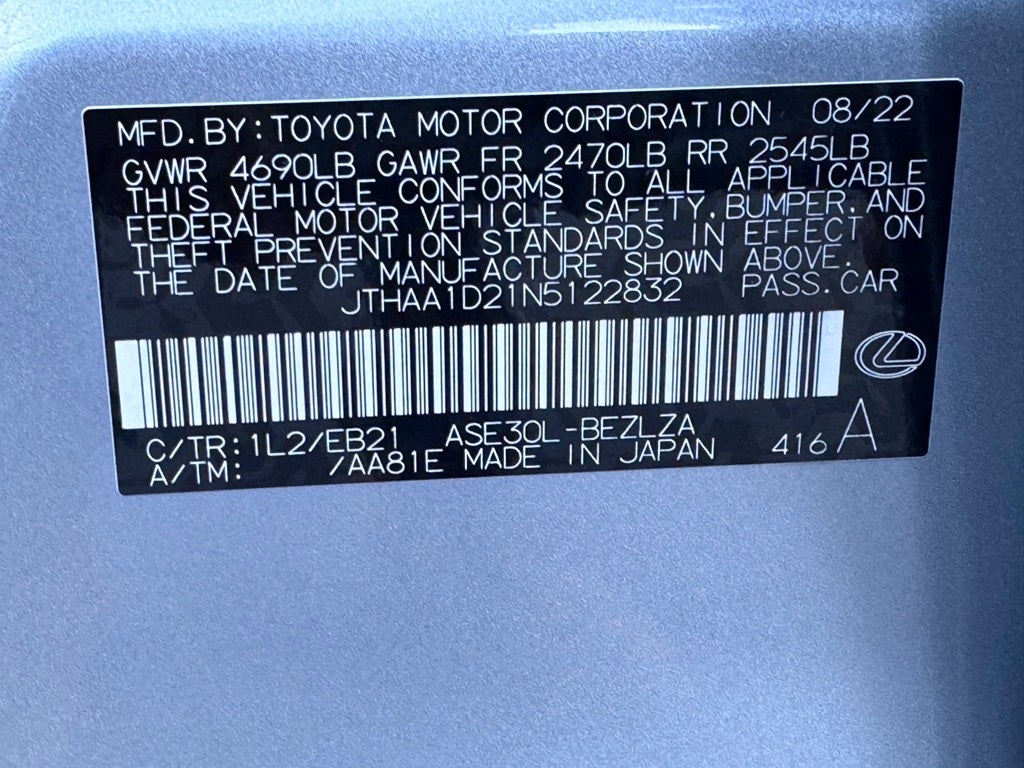 MFD.BY:TOYOTA MOTOR CORPORATION 08/22
GVWR 4690LB GAWR FR 2470LB RR 2545LB
THIS VEHICLE CONFORMS TO ALL APPLICABLE
FEDERAL MOTOR VEHICLE SAFETY.BUMPER.AND
THEFT PREVENTION STANDARDS IN EFFECT ON
THE DATE OF MANUFACTURE SHOWN ABOVE.
JTHAA1D21N5122832 PASS.CAR
C/TR:1L2/EB21 ASE30L-BEZLZA 416 A
A/TM: /AA81E MADE IN JAPAN